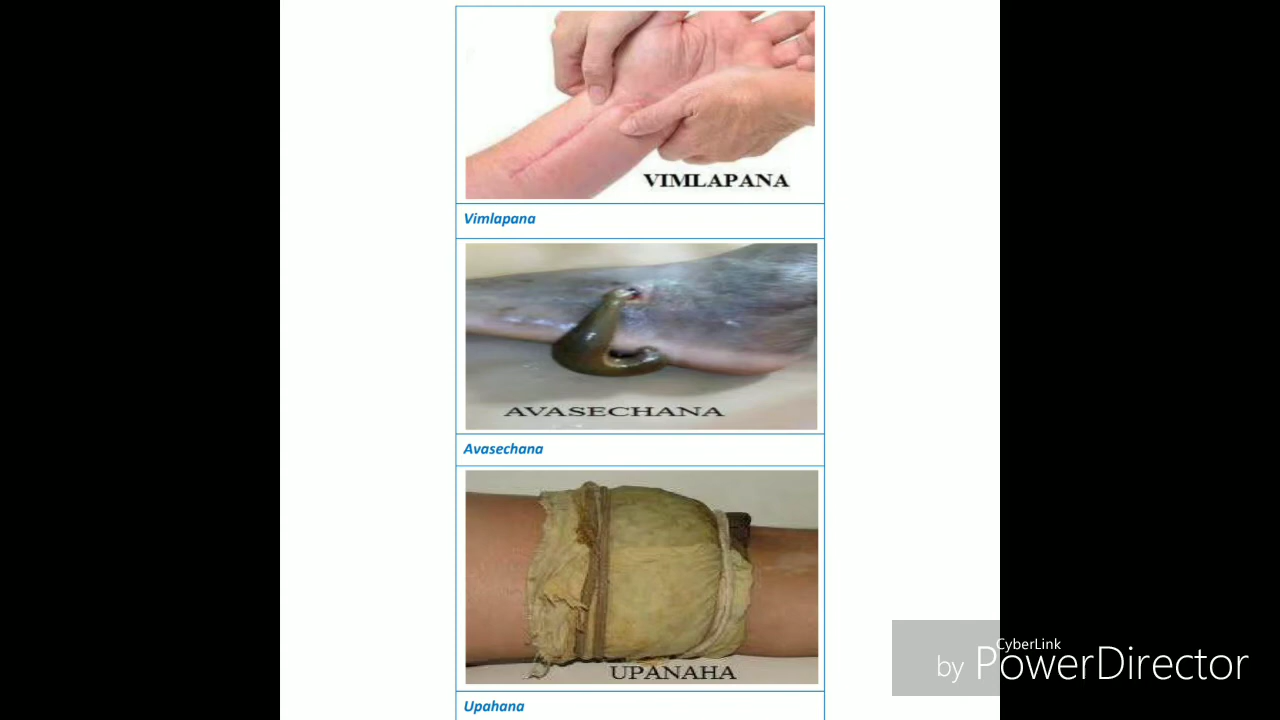 VIMLAPANA
Vimlapana
AVASECHANA
Avasechana
UPANAHA
Upahana
CyberLink
by PowerDirector